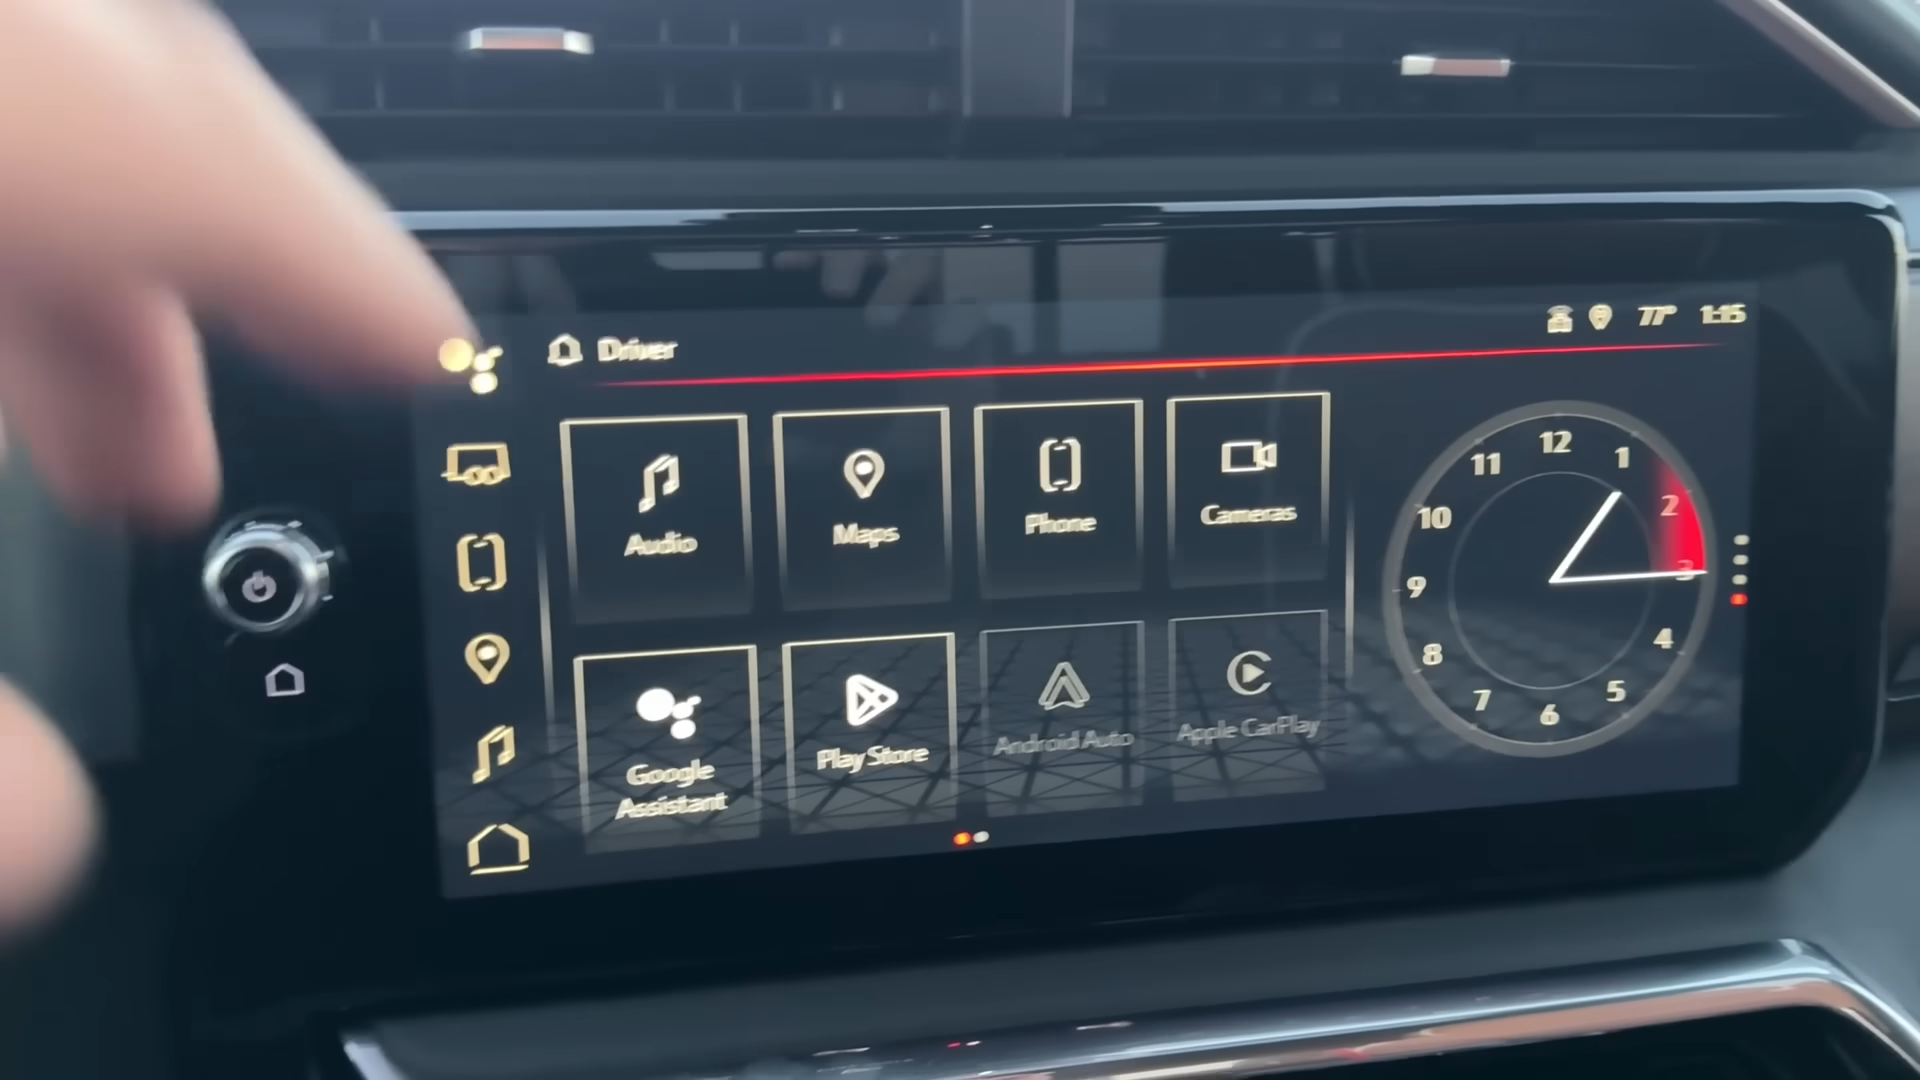 Driver
77° 1:15
Audio
Maps
Phone
Cameras
Google
Assistant
Play Store
Android Auto
Apple CarPlay
12
1
2
3
4
5
6
7
8
9
10
11